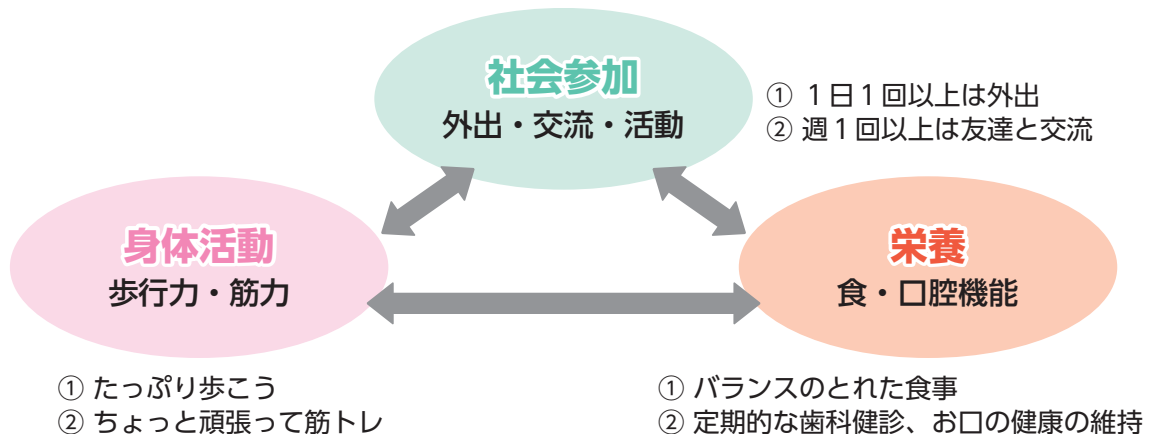 社会参加
外出・交流・活動
① １日１回以上は外出
② 週１回以上は友達と交流
身体活動
歩行力・筋力
① たっぷり歩こう
② ちょっと頑張って筋トレ
栄養
食・口腔機能
① バランスのとれた食事
② 定期的な歯科健診、お口の健康の維持